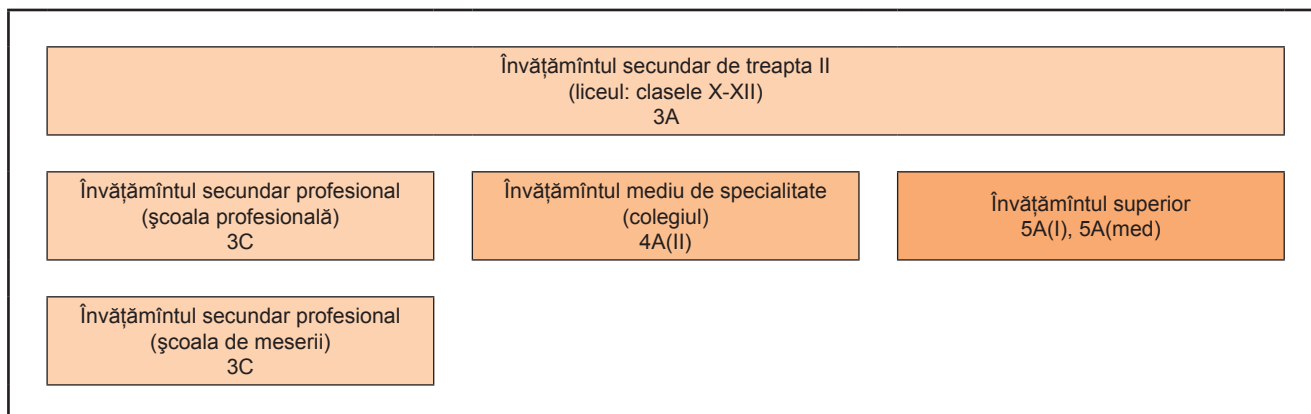 Învățămîntul secundar de treapta II
(liceul: clasele X-XII)
3A
Învățămîntul secundar profesional
(şcoala profesională)
3C
Învățămîntul mediu de specialitate
(colegiul)
4A(II)
Învățămîntul superior
5A(I), 5A(med)
Învățămîntul secundar profesional
(şcoala de meserii)
3C